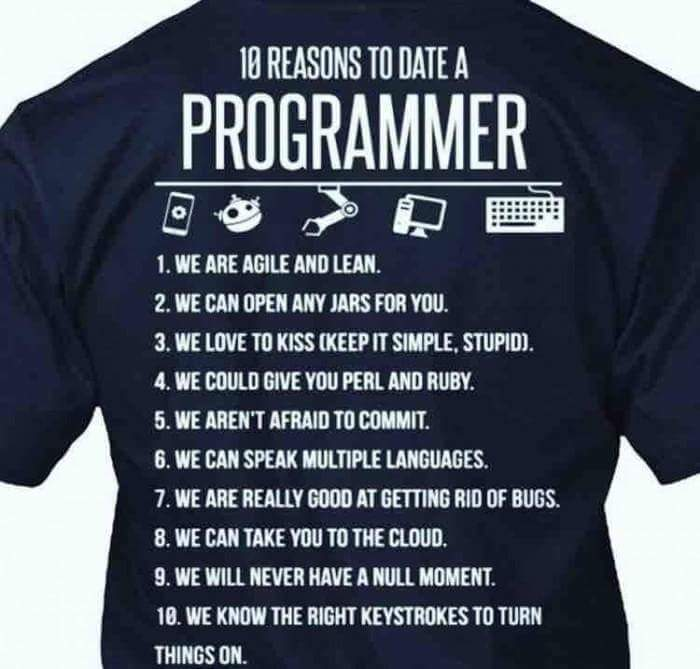 10 REASONS TO DATE A
PROGRAMMER
1. WE ARE AGILE AND LEAN.
2. WE CAN OPEN ANY JARS FOR YOU.
3. WE LOVE TO KISS (KEEP IT SIMPLE, STUPID).
4. WE COULD GIVE YOU PERL AND RUBY.
5. WE AREN'T AFRAID TO COMMIT.
6. WE CAN SPEAK MULTIPLE LANGUAGES.
7. WE ARE REALLY GOOD AT GETTING RID OF BUGS.
8. WE CAN TAKE YOU TO THE CLOUD.
9. WE WILL NEVER HAVE A NULL MOMENT.
10. WE KNOW THE RIGHT KEYSTROKES TO TURN
THINGS ON.